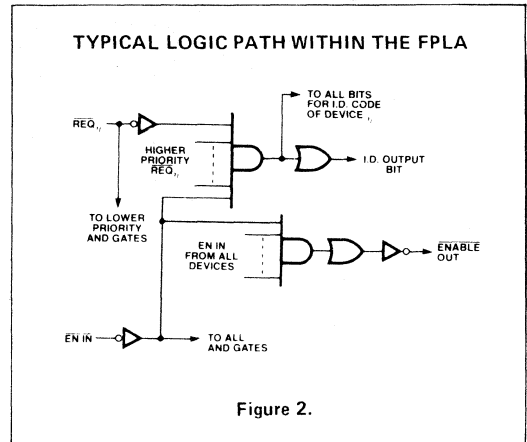 TYPICAL LOGIC PATH WITHIN THE FPLA
TO ALL BITS
FOR I.D. CODE
OF DEVICE
REQ
HIGHER
PRIORITY
REQ
I.D. OUTPUT
BIT
TO LOWER
PRIORITY
AND GATES
EN IN
FROM ALL
DEVICES
ENABLE
OUT
EN IN
TO ALL
AND GATES
Figure 2.